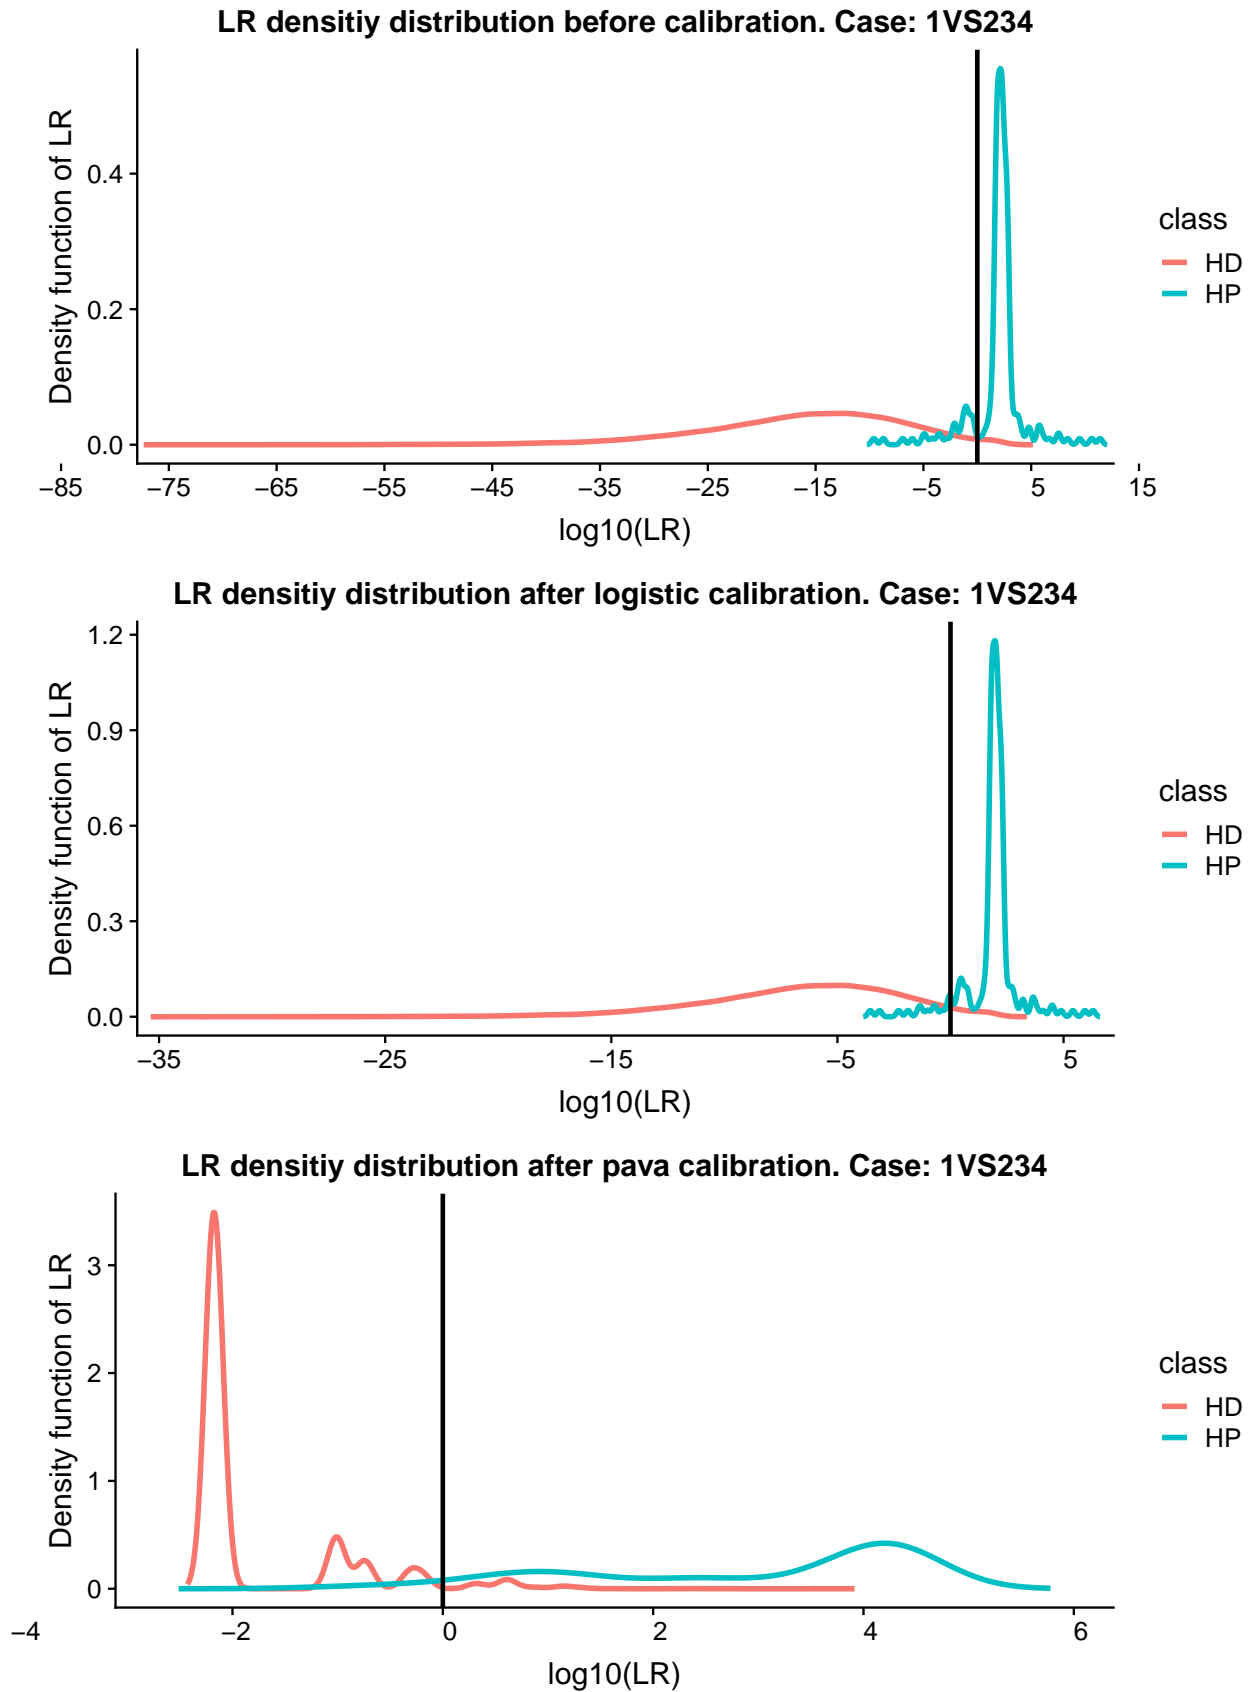 LR densitiy distribution before calibration. Case: 1VS234
Density function of LR
0.4
0.2
0.0
−85 −75 −65 −55 −45 −35 −25 −15 −5 5 15
log10(LR)
class
HD
HP
LR densitiy distribution after logistic calibration. Case: 1VS234
Density function of LR
1.2
0.9
0.6
0.3
0.0
−35 −25 −15 −5 5
log10(LR)
class
HD
HP
LR densitiy distribution after pava calibration. Case: 1VS234
Density function of LR
3
2
1
0
−4 −2 0 2 4 6
log10(LR)
class
HD
HP